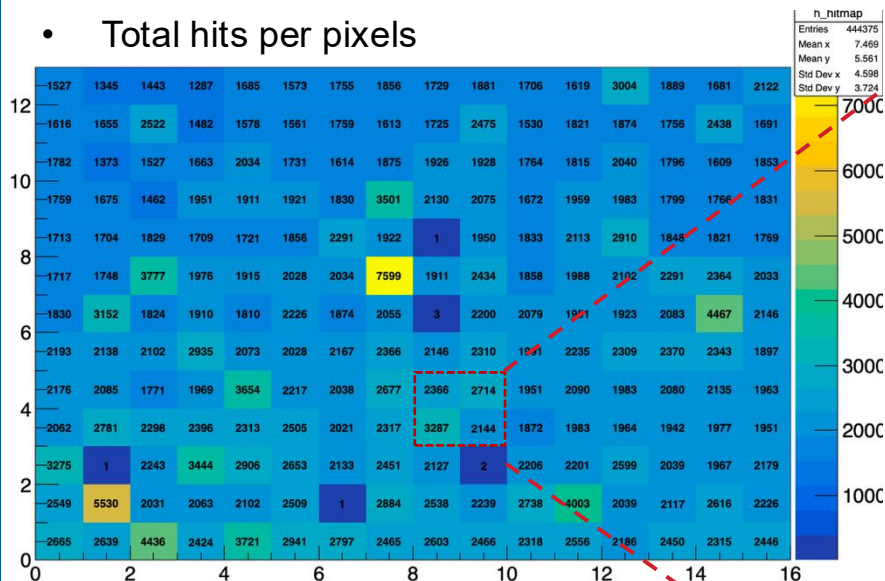 • Total hits per pixels
h_hitmap
Entries 444375
Mean x 7.469
Mean y 5.561
Std Dev x 4.598
Std Dev y 3.724
1527 1345 1443 1287 1685 1573 1755 1856 1729 1881 1706 1619 3004 1889 1681 2122
12 7000
1616 1655 2522 1482 1578 1561 1759 1613 1725 2475 1530 1821 1874 1756 2438 1691
1782 1373 1527 1663 2034 1731 1614 1875 1926 1928 1764 1815 2040 1796 1609 1853
10 6000
1759 1675 1462 1951 1911 1921 1830 3501 2130 2075 1672 1959 1983 1799 1766 1831
1713 1704 1829 1709 1721 1856 2291 1922 1 1950 1833 2113 2910 1848 1821 1769
5000
8
1717 1748 3777 1976 1915 2028 2034 7599 1911 2434 1858 1988 2102 2291 2364 2033
4000
1830 3152 1824 1910 1810 2226 1874 2055 3 2200 2079 1923 2083 4467 2146
6
2193 2138 2102 2935 2073 2028 2167 2366 2146 2310 2235 2309 2370 2343 1897
3000
2176 2085 1771 1969 3654 2217 2038 2677 2366 2714 1951 2090 1983 2080 2135 1963
4
2062 2781 2298 2396 2313 2505 2021 2317 3287 2144 1872 1983 1964 1942 1977 1951
2000
3275 1 2243 3444 2906 2653 2133 2451 2127 2 2206 2201 2599 2039 1967 2179
2 1000
2549 5530 2031 2063 2102 2509 1 2884 2538 2239 2738 4003 2039 2117 2616 2226
2665 2639 4436 2424 3721 2941 2797 2465 2603 2466 2318 2556 2186 2450 2315 2446
0
0 2 4 6 8 10 12 14 16